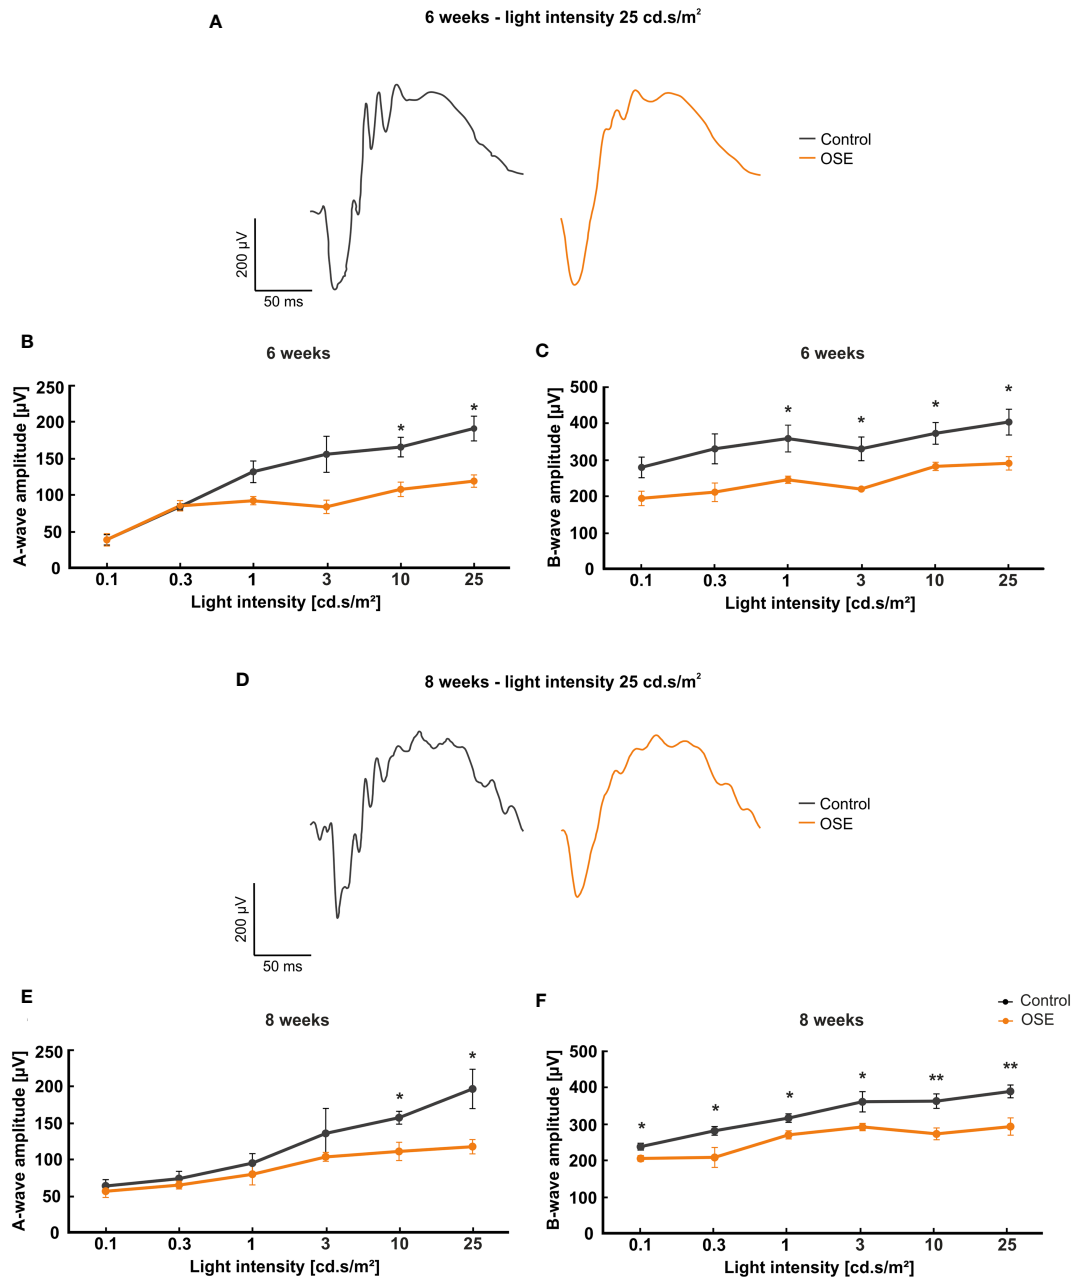 A
6 weeks - light intensity 25 cd.s/m²
Control
OSE
200 µV
50 ms
B
6 weeks
A-wave amplitude [µV]
250
200
150
100
50
0
* *
0.1 0.3 1 3 10 25
Light intensity [cd.s/m²]
C
6 weeks
B-wave amplitude [µV]
500
400
300
200
100
0
* * * *
0.1 0.3 1 3 10 25
Light intensity [cd.s/m²]
D
8 weeks - light intensity 25 cd.s/m²
Control
OSE
200 µV
50 ms
E
8 weeks
A-wave amplitude [µV]
250
200
150
100
50
0
* *
0.1 0.3 1 3 10 25
Light intensity [cd.s/m²]
F
8 weeks
Control
OSE
B-wave amplitude [µV]
500
400
300
200
100
0
* * * * ** **
0.1 0.3 1 3 10 25
Light intensity [cd.s/m²]